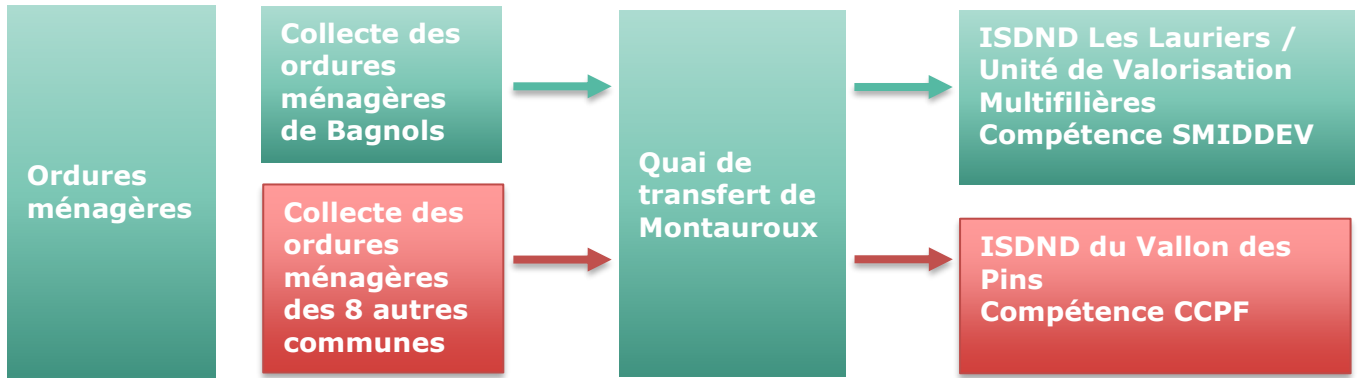 Ordures
ménagères
Collecte des
ordures
ménagères
de Bagnols
Collecte des
ordures
ménagères
des 8 autres
communes
Quai de
transfert de
Montauroux
ISDND Les Lauriers /
Unité de Valorisation
Multifilières
Compétence SMIDDEV
ISDND du Vallon des
Pins
Compétence CCPF